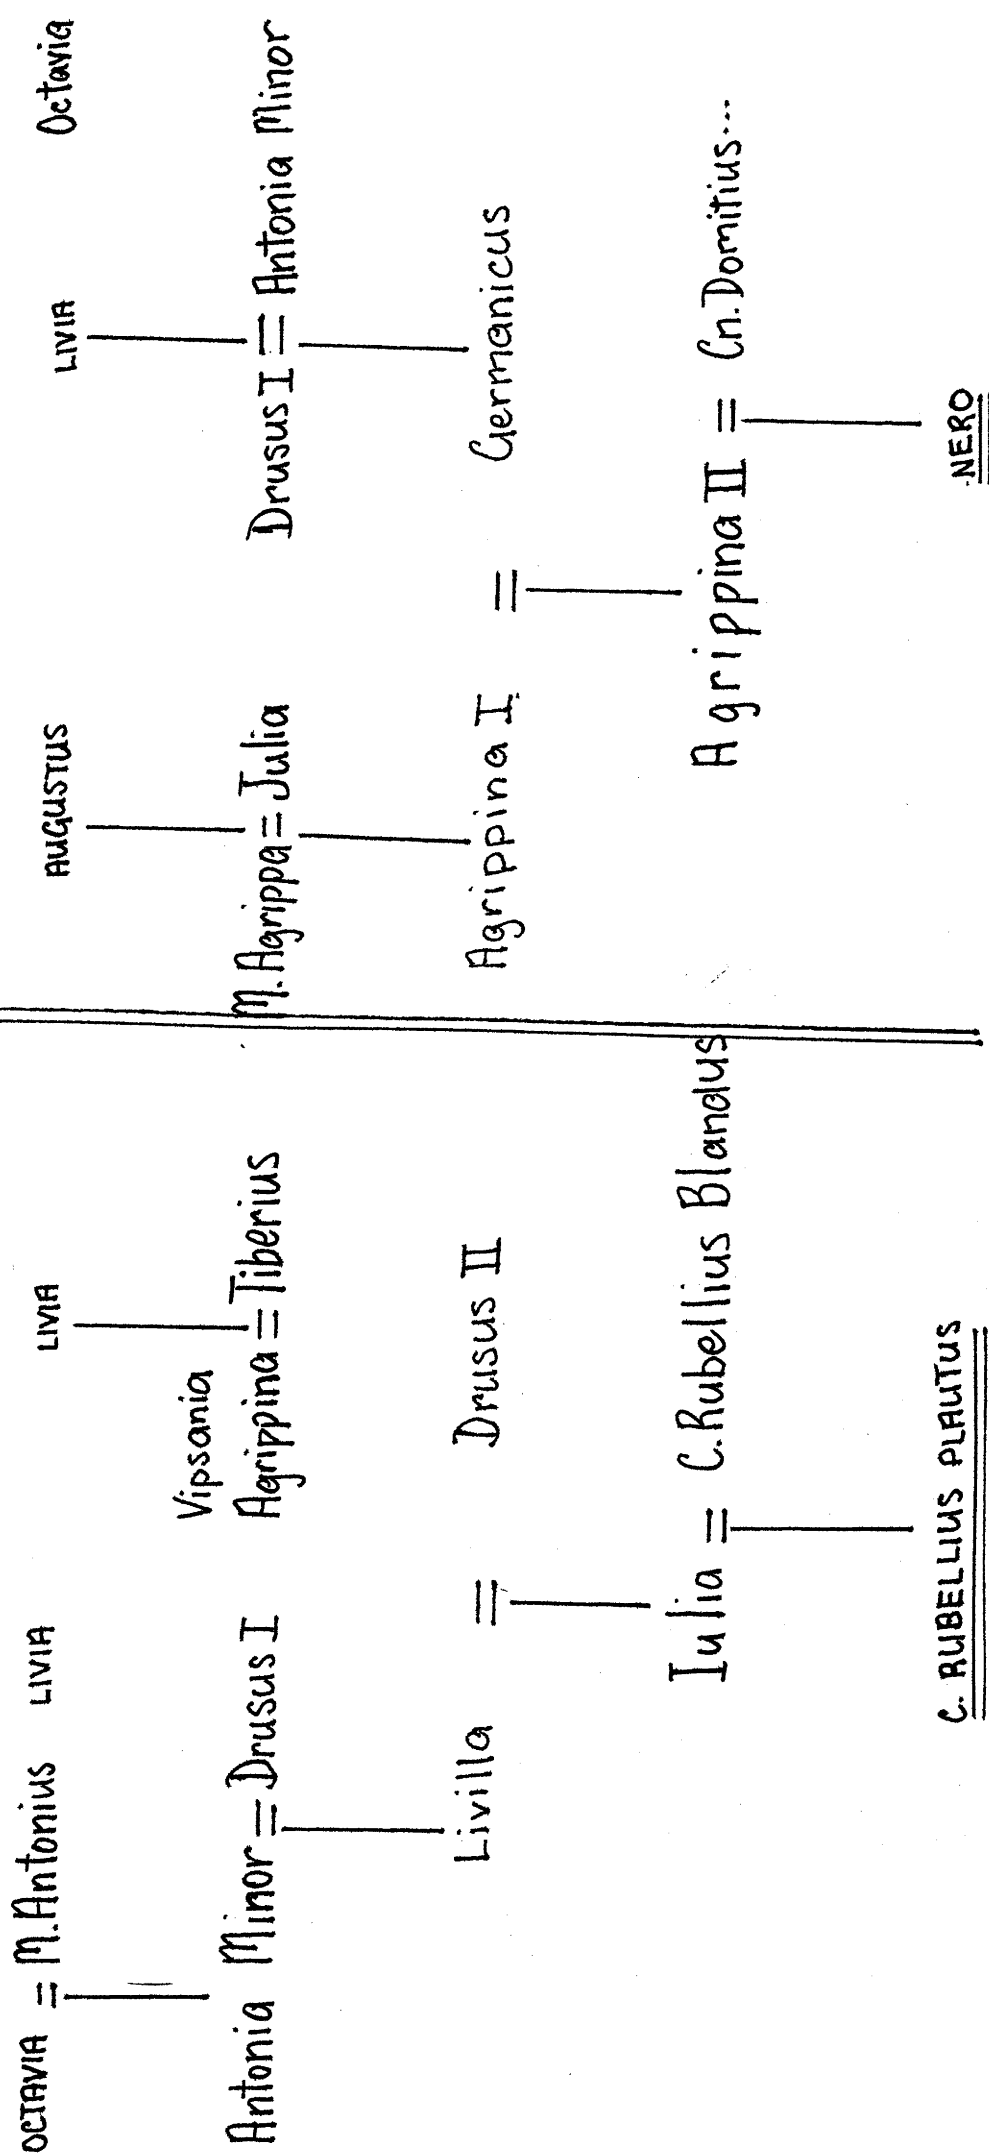 OCTAVIA = M. Antonius LIVIA LIVIA AUGUSTUS LIVIA Octavia
Vipsania
Antonia Minor = Drusus I Agrippina = Tiberius M. Agrippa = Julia Drusus I = Antonia Minor
Livilla = Drusus II Agrippina I = Germanicus
Iulia = C. Rubellius Blandus Agrippina II = Cn. Domitius...
C. RUBELLIUS PLAUTUS NERO